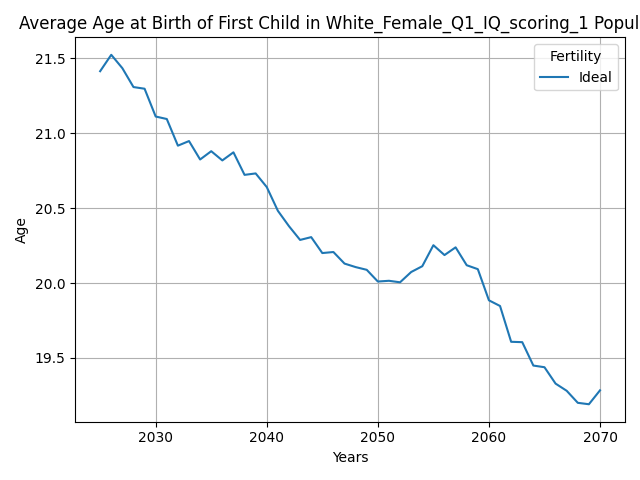 Average Age at Birth of First Child in White_Female_Q1_IQ_scoring_1 Popul
Fertility
Ideal
21.5
21.0
20.5
20.0
19.5
Age
2030 2040 2050 2060 2070
Years